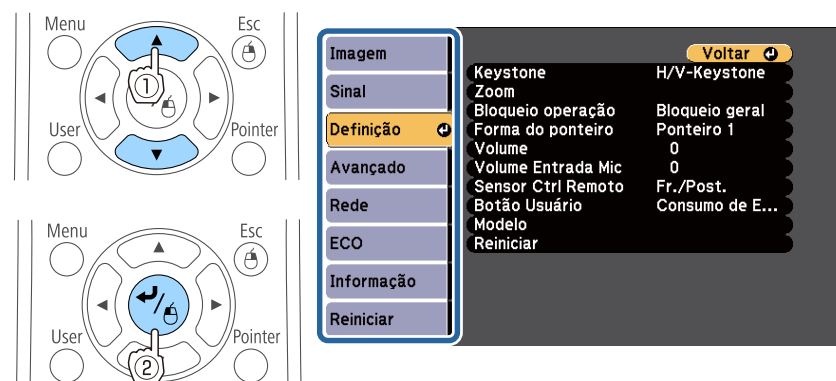 Menu
Esc
1
User
Pointer
Menu
Esc
User
Pointer
2
Imagem
Sinal
Definição
Avançado
Rede
ECO
Informação
Reiniciar
Voltar
Keystone H/V-Keystone
Zoom
Bloqueio operação Bloqueio geral
Forma do ponteiro Ponteiro 1
Volume 0
Volume Entrada Mic 0
Sensor Ctrl Remoto Fr./Post.
Botão Usuário Consumo de E...
Modelo
Reiniciar